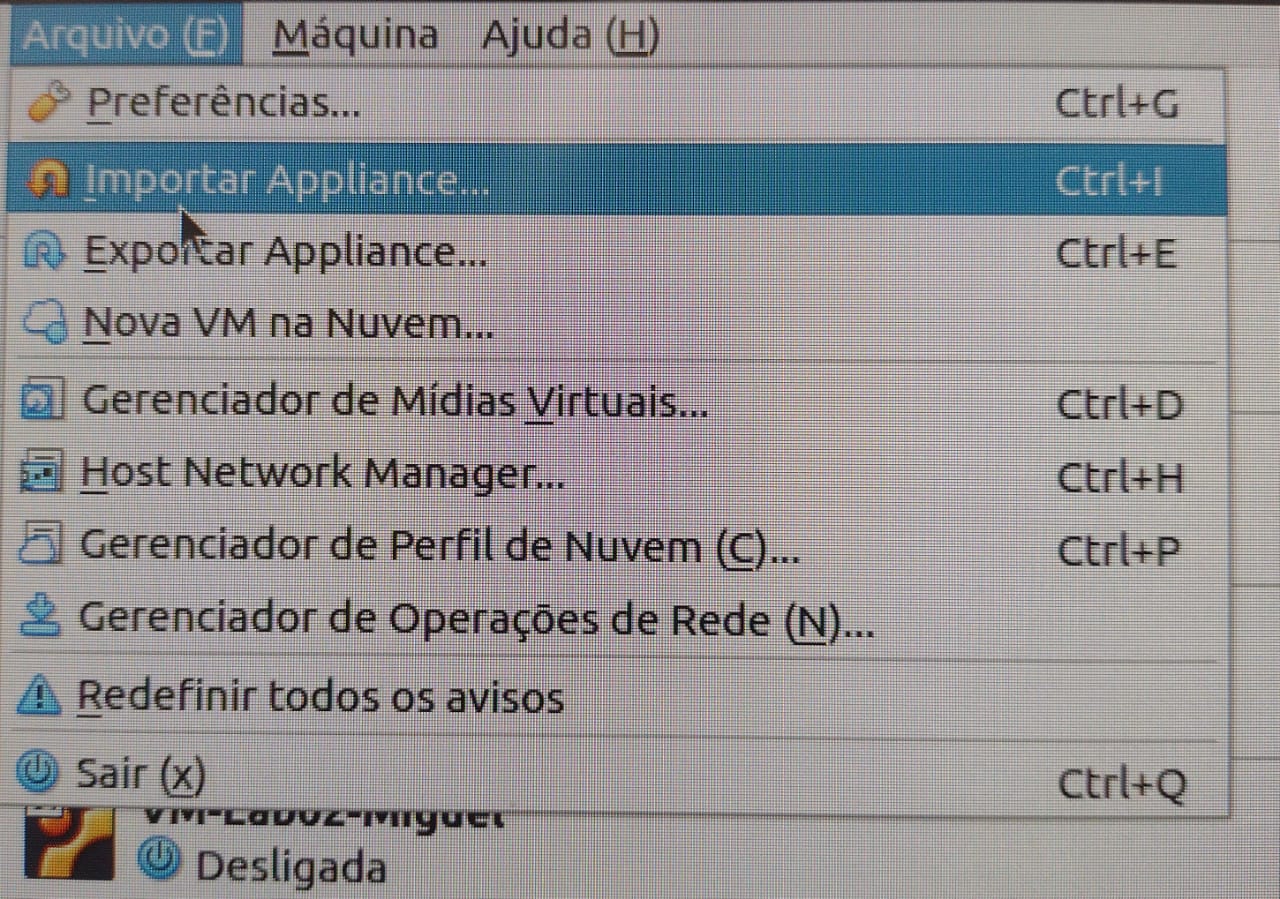 Arquivo (F) Máquina Ajuda (H)
Preferências... Ctrl+G
Importar Appliance... Ctrl+I
Exportar Appliance... Ctrl+E
Nova VM na Nuvem...
Gerenciador de Mídias Virtuais... Ctrl+D
Host Network Manager... Ctrl+H
Gerenciador de Perfil de Nuvem (C)... Ctrl+P
Gerenciador de Operações de Rede (N)...
Redefinir todos os avisos
Sair (x) Ctrl+Q
VM-Lab02-Miguel
Desligada